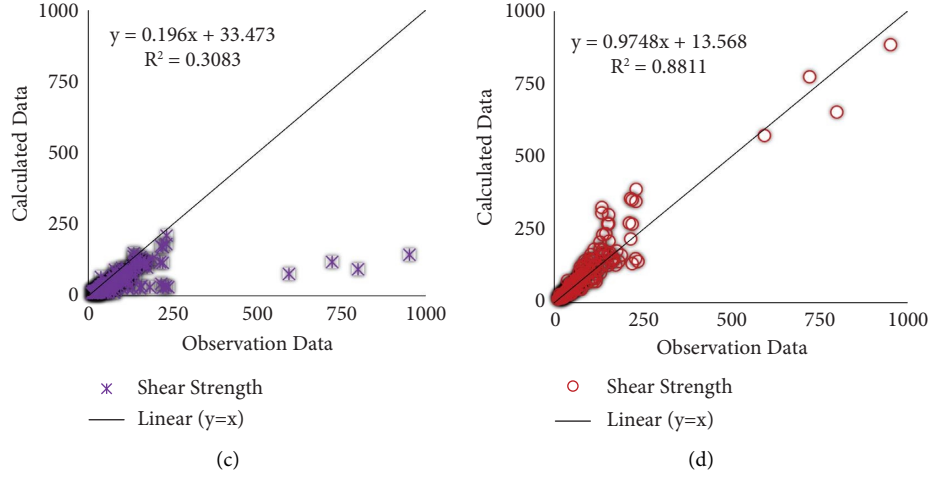 1000
y = 0.196x + 33.473
R² = 0.3083
750
500
250
0
Calculated Data
0 250 500 750 1000
Observation Data
Shear Strength
Linear (y=x)
(c)
1000
y = 0.9748x + 13.568
R² = 0.8811
750
500
250
0
Calculated Data
0 250 500 750 1000
Observation Data
Shear Strength
Linear (y=x)
(d)